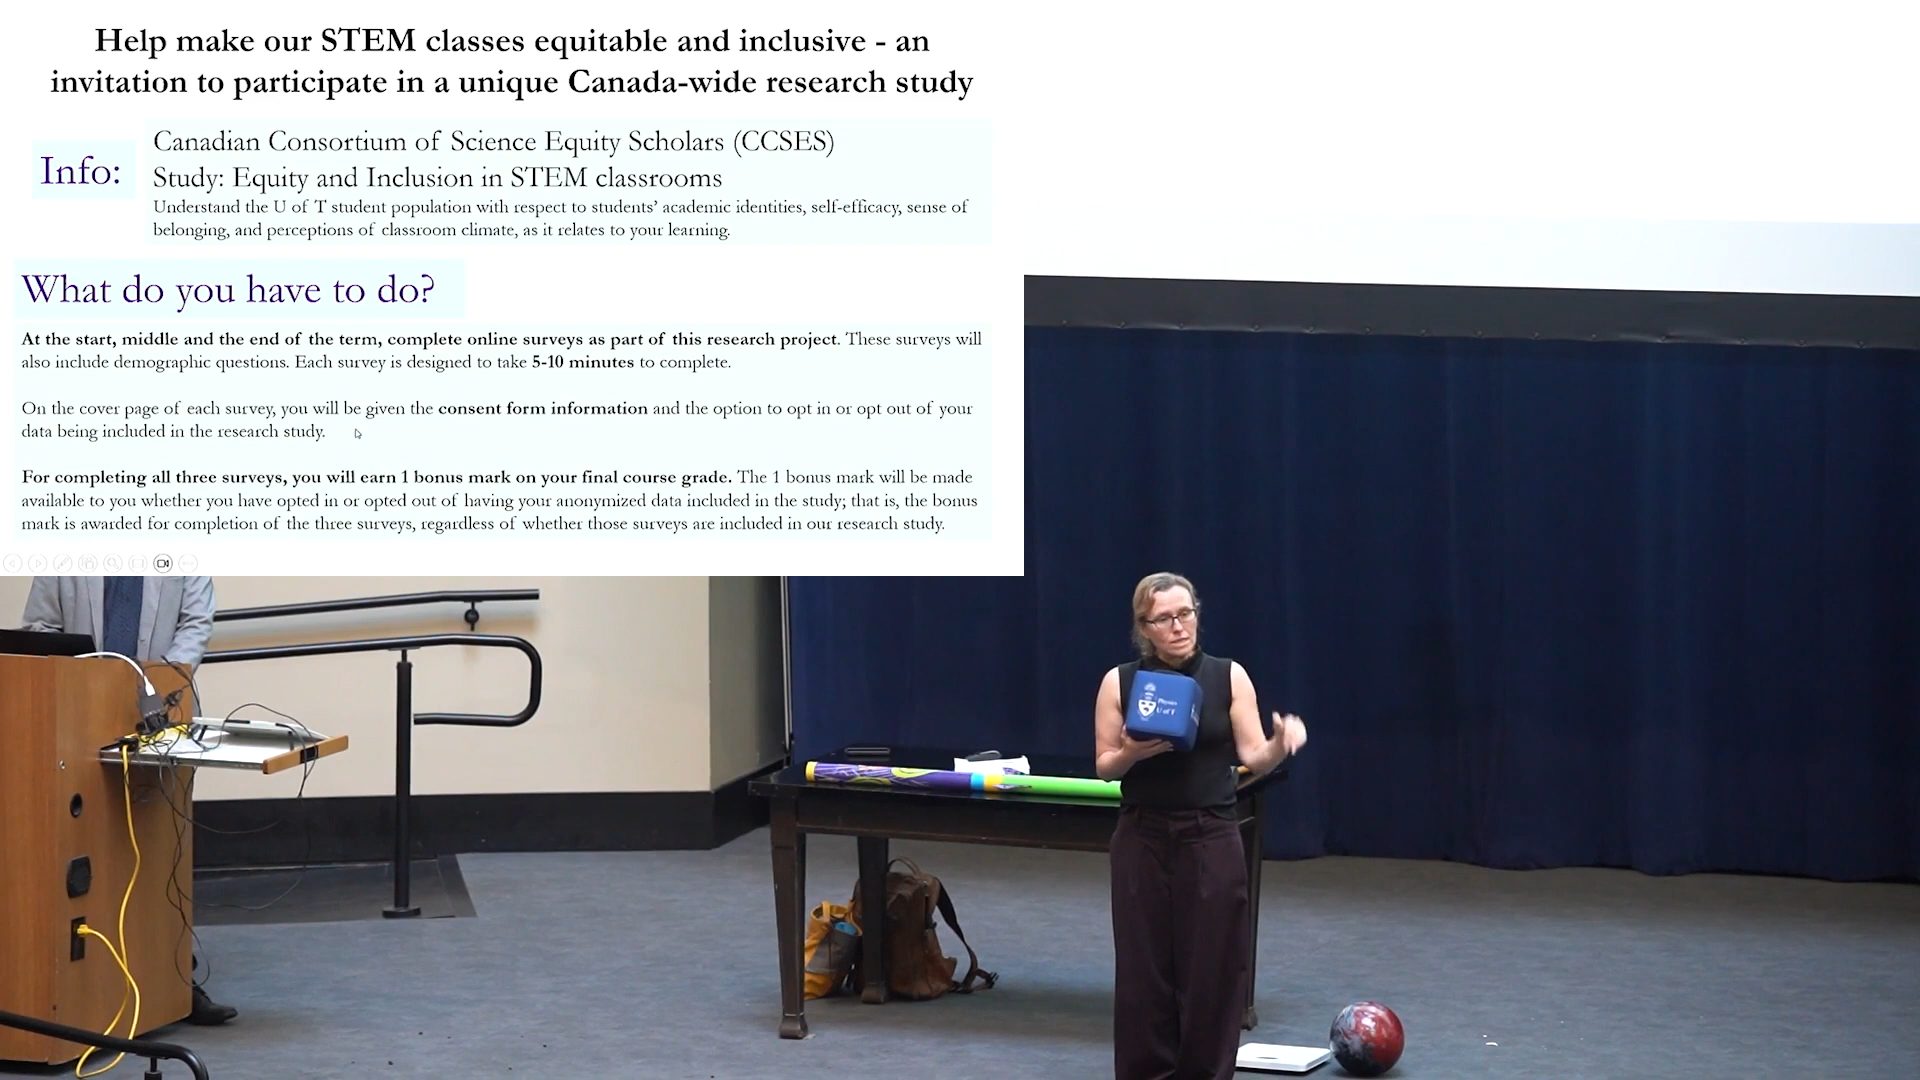 Help make our STEM classes equitable and inclusive - an
invitation to participate in a unique Canada-wide research study
Info:
Canadian Consortium of Science Equity Scholars (CCSES)
Study: Equity and Inclusion in STEM classrooms
Understand the U of T student population with respect to students’ academic identities, self-efficacy, sense of
belonging, and perceptions of classroom climate, as it relates to your learning.
What do you have to do?
At the start, middle and the end of the term, complete online surveys as part of this research project. These surveys will
also include demographic questions. Each survey is designed to take 5-10 minutes to complete.
On the cover page of each survey, you will be given the consent form information and the option to opt in or opt out of your
data being included in the research study.
For completing all three surveys, you will earn 1 bonus mark on your final course grade. The 1 bonus mark will be made
available to you whether you have opted in or opted out of having your anonymized data included in the study; that is, the bonus
mark is awarded for completion of the three surveys, regardless of whether those surveys are included in our research study.
Physics
U of T